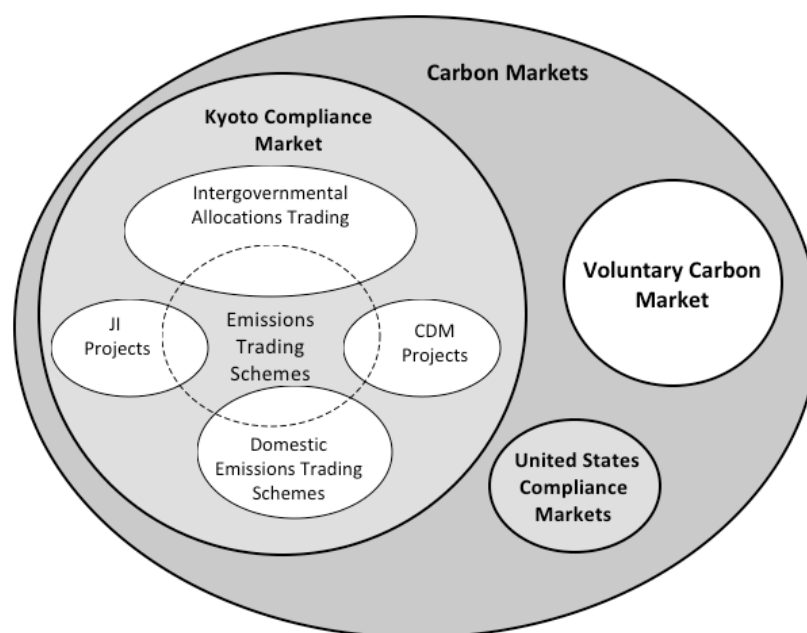 Carbon Markets
Kyoto Compliance
Market
Intergovernmental
Allocations Trading
JI
Projects
Emissions
Trading
Schemes
CDM
Projects
Domestic
Emissions Trading
Schemes
Voluntary Carbon
Market
United States
Compliance
Markets